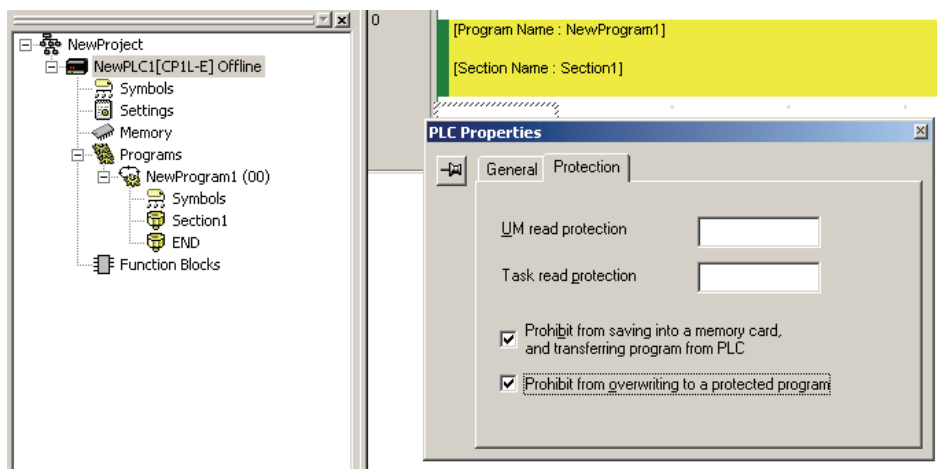 NewProject
NewPLC1[CP1L-E] Offline
Symbols
Settings
Memory
Programs
NewProgram1 (00)
Symbols
Section1
END
Function Blocks
0
[Program Name : NewProgram1]
[Section Name : Section1]
PLC Properties
General Protection
UM read protection
Task read protection
Prohibit from saving into a memory card,
and transferring program from PLC
Prohibit from overwriting to a protected program